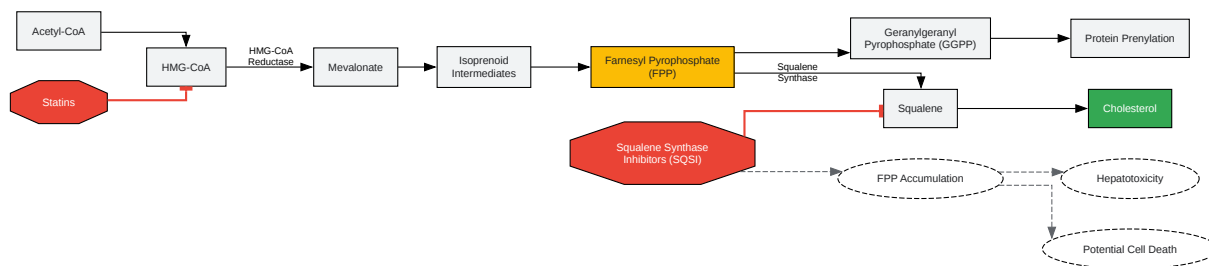 Acetyl-CoA
Statins
HMG-CoA
HMG-CoA
Reductase
Mevalonate
Isoprenoid
Intermediates
Farnesyl Pyrophosphate
(FPP)
Squalene
Synthase
Geranylgeranyl
Pyrophosphate (GGPP)
Protein Prenylation
Squalene
Cholesterol
Squalene Synthase
Inhibitors (SQSI)
FPP Accumulation
Hepatotoxicity
Potential Cell Death